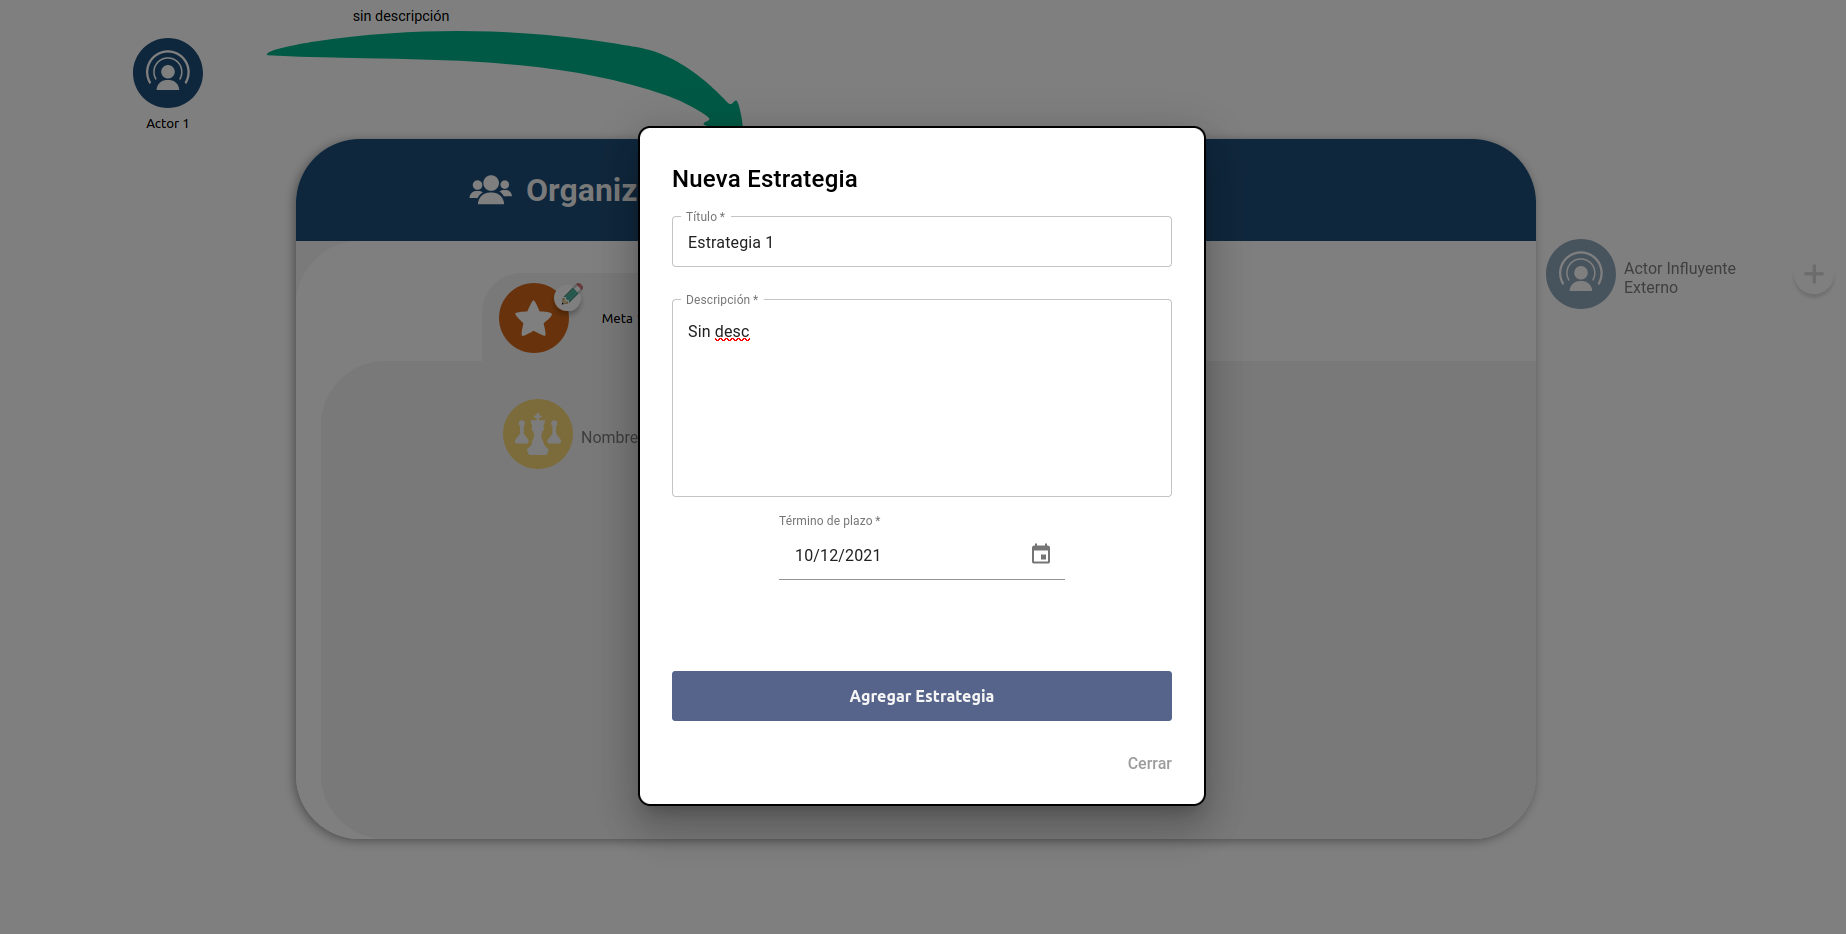 sin descripción
Actor 1
Organiz
Nueva Estrategia
Título *
Estrategia 1
Descripción *
Sin desc
Actor Influyente
Externo
Meta
Nombre
Término de plazo *
10/12/2021
Agregar Estrategia
Cerrar